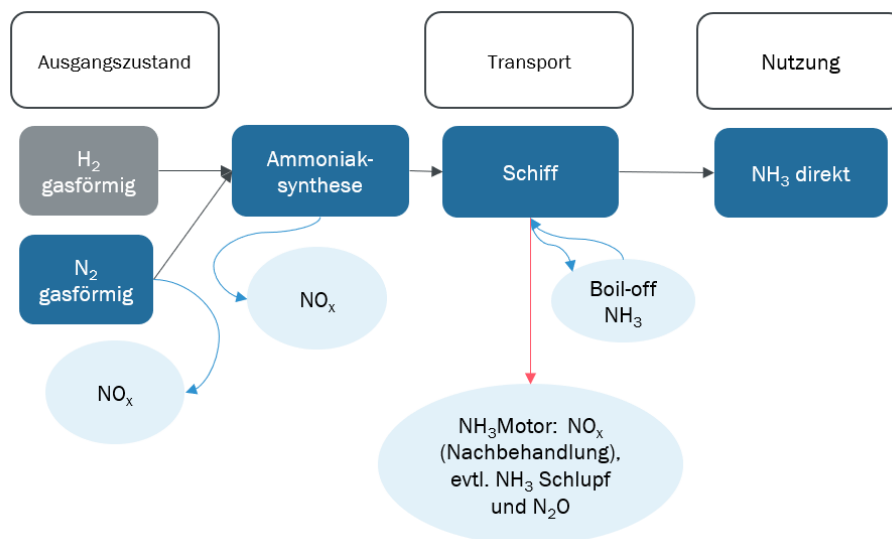 Ausgangszustand
Transport
Nutzung
H₂
gasförmig
Ammoniak-
synthese
Schiff
NH₃ direkt
N₂
gasförmig
NOₓ
Boil-off
NH₃
NOₓ
NH₃Motor: NOₓ
(Nachbehandlung),
evtl. NH₃ Schlupf
und N₂O